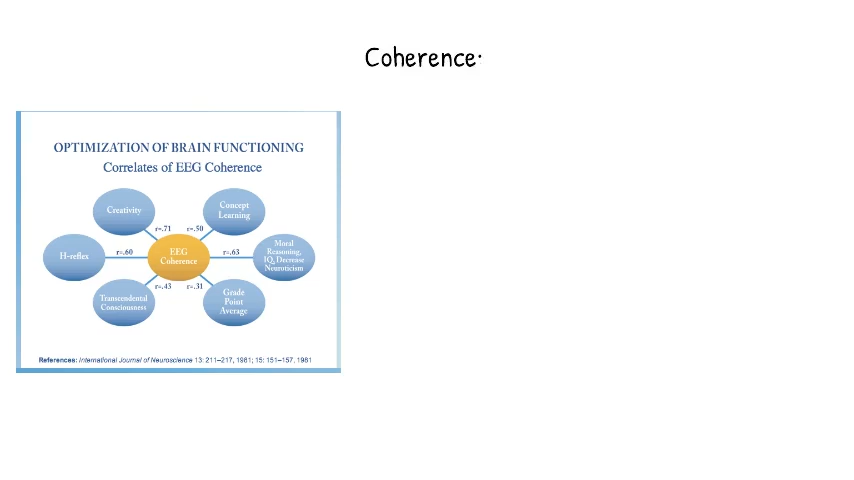 Coherence:
OPTIMIZATION OF BRAIN FUNCTIONING
Correlates of EEG Coherence
Creativity
Concept
Learning
r=.71
r=.50
H-reflex
r=.60
EEG
Coherence
r=.63
Moral
Reasoning,
IQ, Decrease
Neuroticism
Transcendental
Consciousness
r=.43
r=.31
Grade
Point
Average
References: International Journal of Neuroscience 13: 211–217, 1981; 15: 151–157, 1981